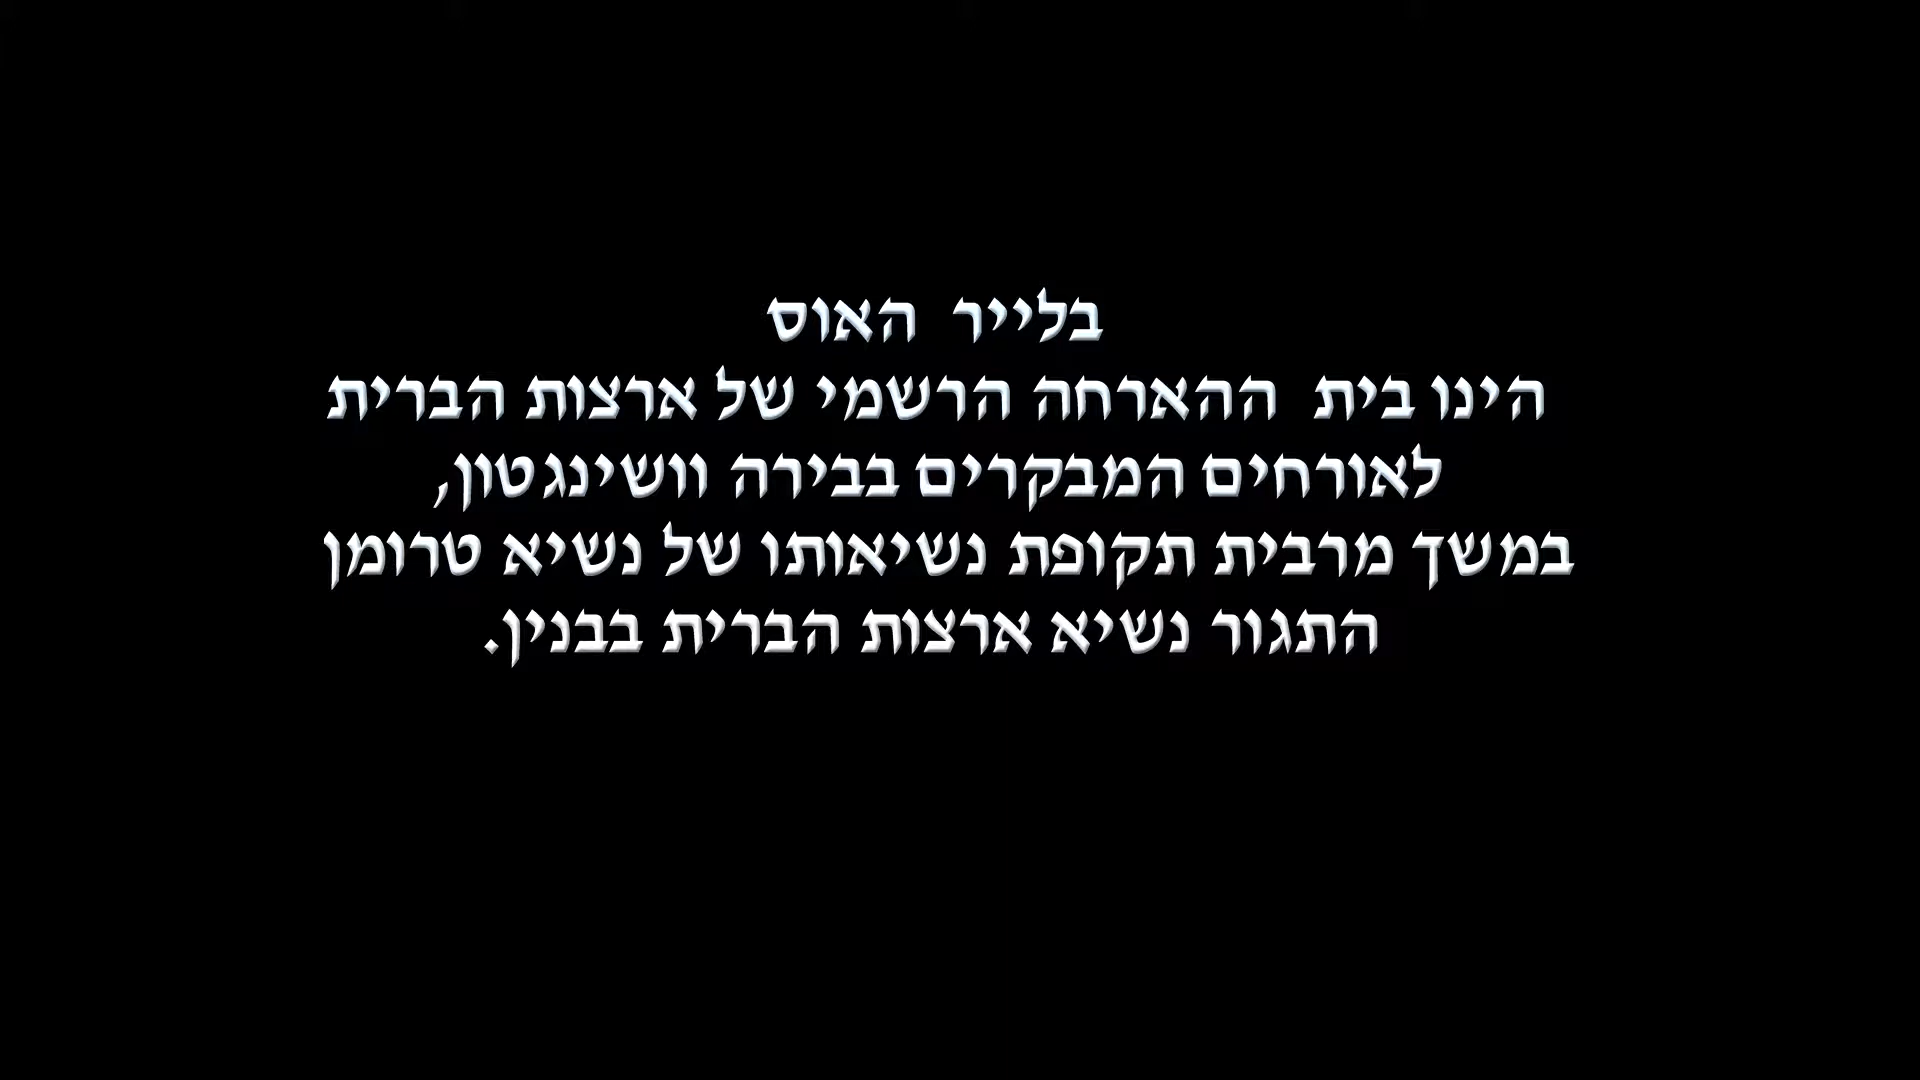 בלייר האוס
הינו בית ההארחה הרשמי של ארצות הברית
לאורחים המבקרים בבירה וושינגטון,
במשך מרבית תקופת נשיאותו של נשיא טרומן
התגור נשיא ארצות הברית בבנין.